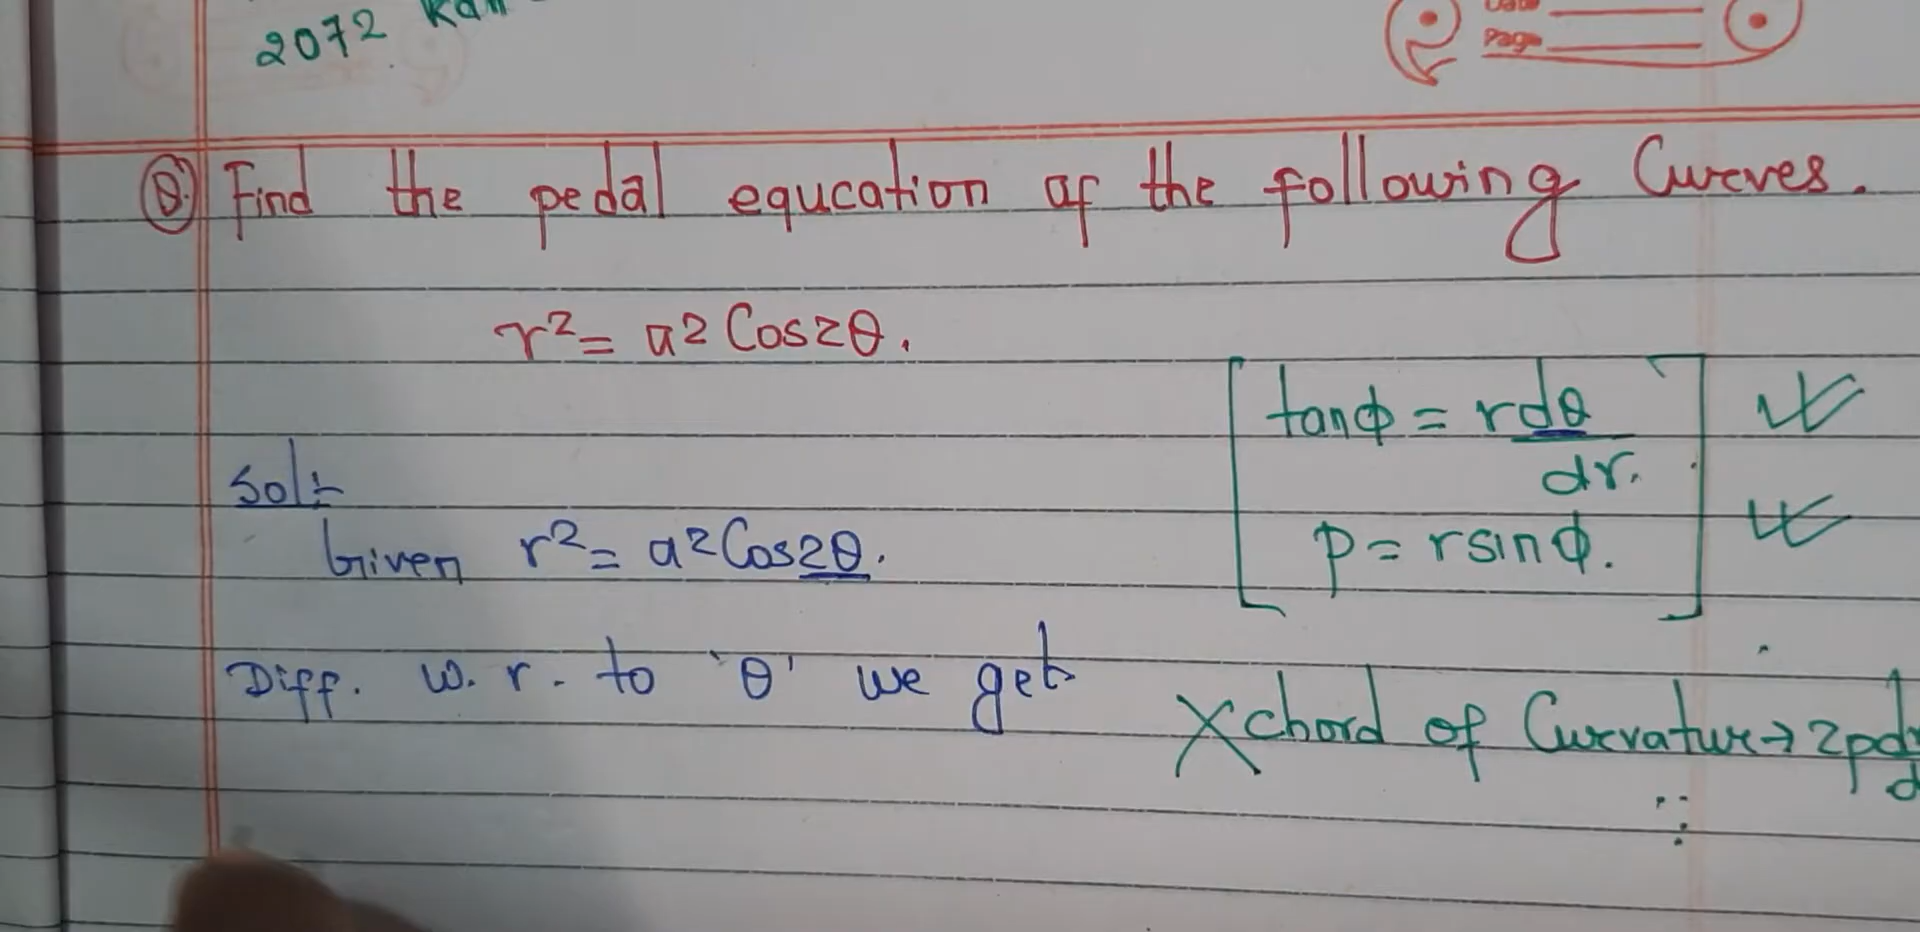 2072
Page
Q. Find the pedal equcation of the following Curves.
r² = a² Cos2θ.
tanφ = r dθ
dr.
p = r sinφ.
Sol:-
Given r² = a² Cos2θ.
Diff. w. r. to 'θ' we get
X chord of Curvature → 2p